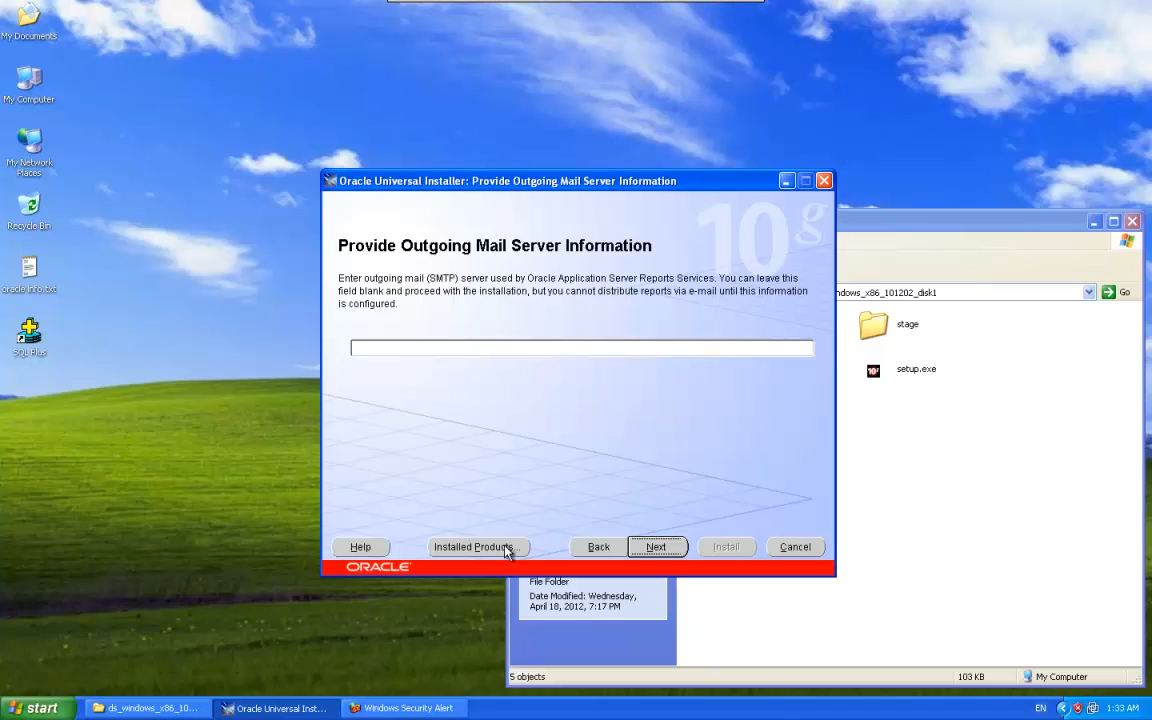 My Documents
My Computer
My Network
Places
Recycle Bin
oracle info.txt
SQL Plus
Oracle Universal Installer: Provide Outgoing Mail Server Information
10g
Provide Outgoing Mail Server Information
Enter outgoing mail (SMTP) server used by Oracle Application Server Reports Services. You can leave this
field blank and proceed with the installation, but you cannot distribute reports via e-mail until this information
is configured.
Help
Installed Products...
Back
Next
Install
Cancel
ORACLE
ndows_x86_101202_disk1
Go
stage
setup.exe
File Folder
Date Modified: Wednesday,
April 18, 2012, 7:17 PM
5 objects
103 KB
My Computer
start
ds_windows_x86_10...
Oracle Universal Inst...
Windows Security Alert
EN
1:33 AM